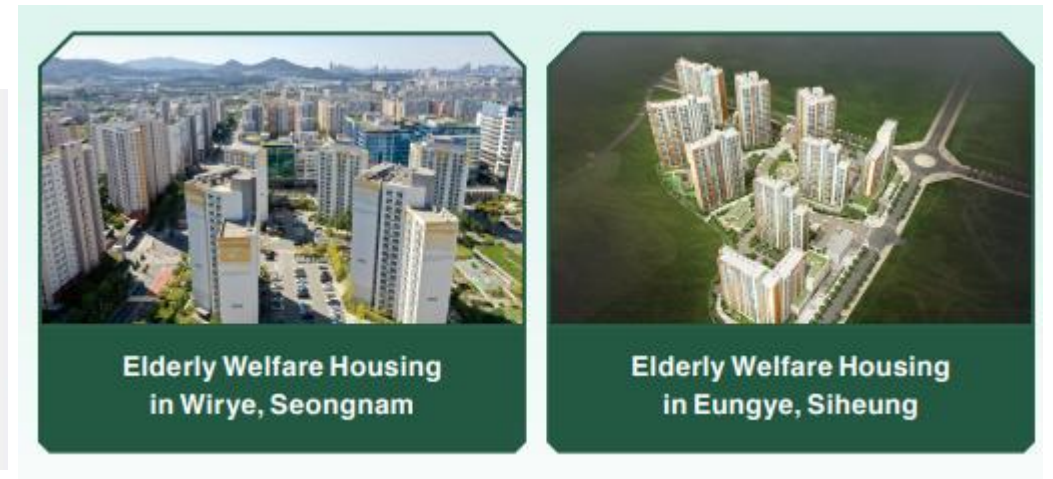 Elderly Welfare Housing
in Wirye, Seongnam
Elderly Welfare Housing
in Eungye, Siheung